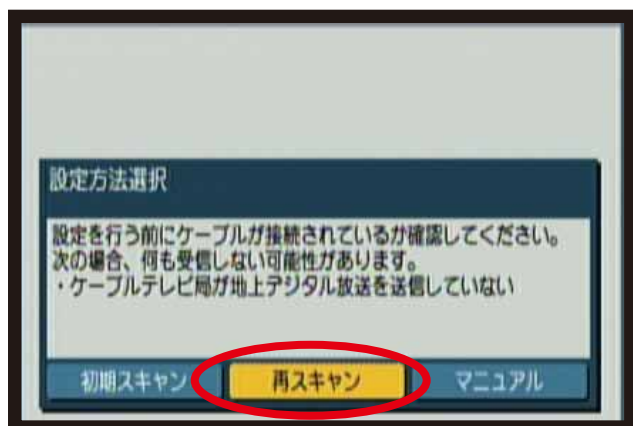 設定方法選択
設定を行う前にケーブルが接続されているか確認してください。
次の場合、何も受信しない可能性があります。
・ケーブルテレビ局が地上デジタル放送を送信していない
初期スキャン 再スキャン マニュアル